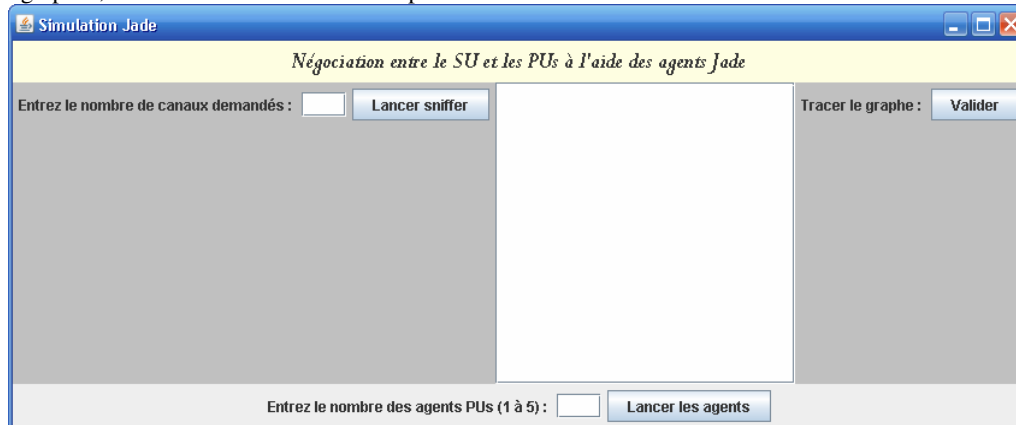 Simulation Jade
Négociation entre le SU et les PUs à l'aide des agents Jade
Entrez le nombre de canaux demandés : Lancer sniffer Tracer le graphe : Valider
Entrez le nombre des agents PUs (1 à 5) : Lancer les agents